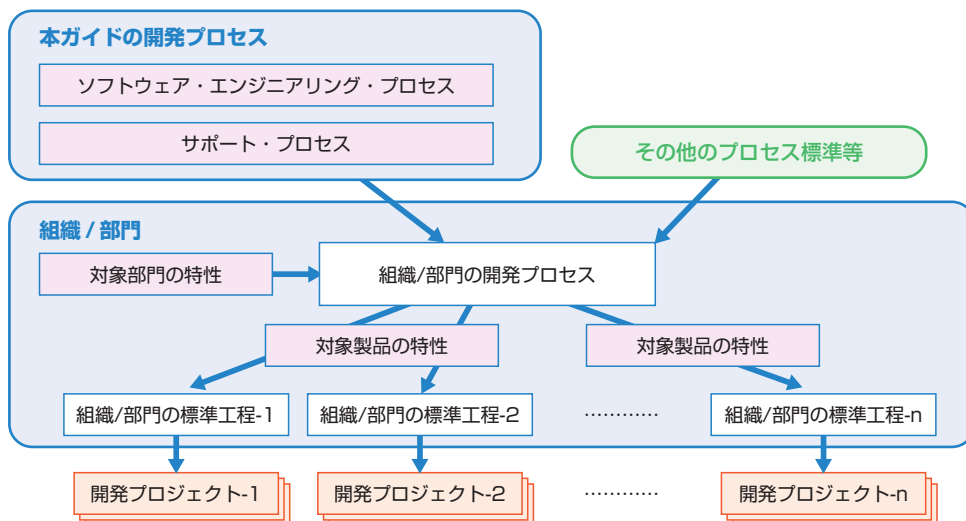 本ガイドの開発プロセス
ソフトウェア・エンジニアリング・プロセス
サポート・プロセス
その他のプロセス標準等
組織 / 部門
対象部門の特性
組織/部門の開発プロセス
対象製品の特性
対象製品の特性
組織/部門の標準工程-1
組織/部門の標準工程-2
…………
組織/部門の標準工程-n
開発プロジェクト-1
開発プロジェクト-2
…………
開発プロジェクト-n